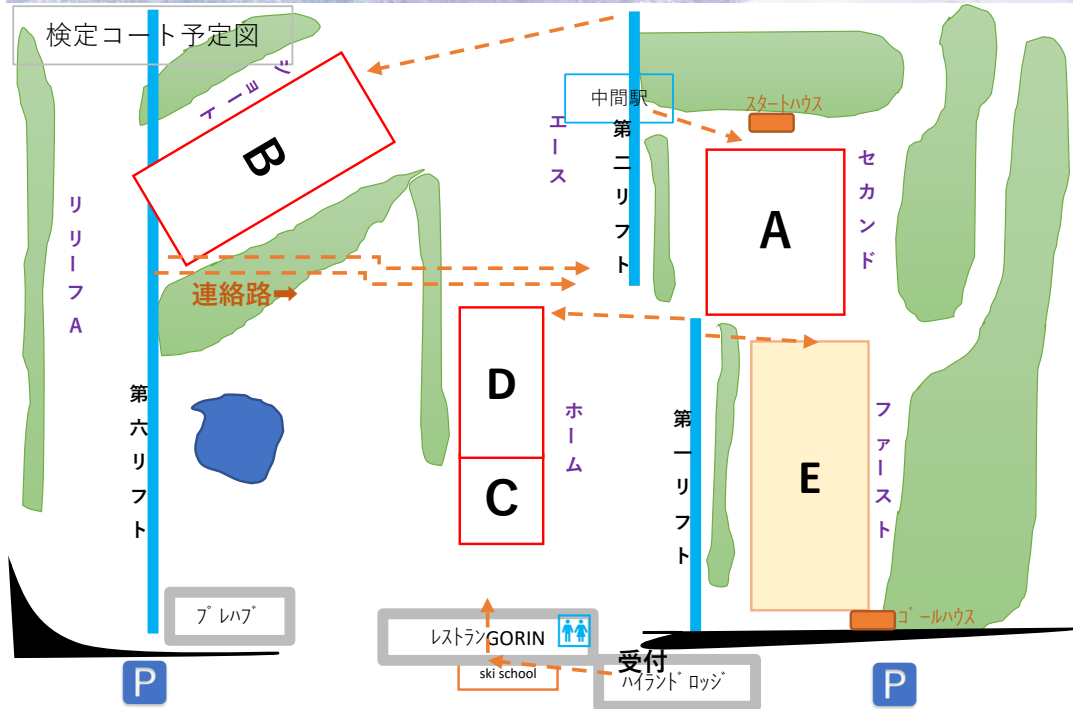 検定コート予定図
ジョイント
B
リリーフA
連絡路➡
第六リフト
プレハブ
エース
中間駅
第二リフト
スタートハウス
セカンド
A
D
C
ホーム
第一リフト
E
ファースト
ゴールハウス
レストランGORIN
ski school
受付
ハイランドロッジ
P
P